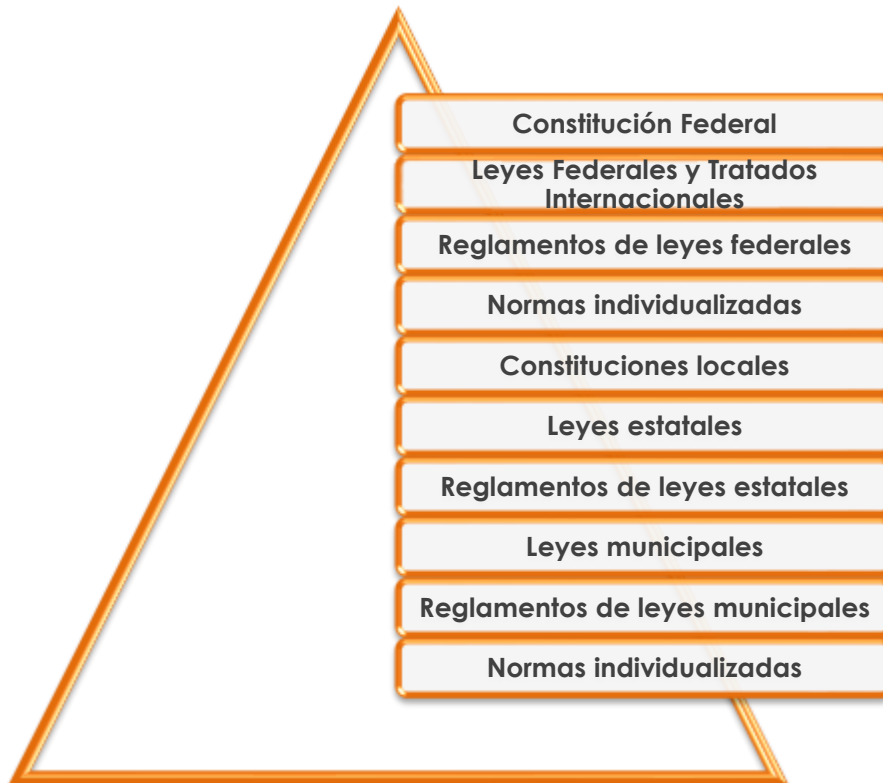 Constitución Federal
Leyes Federales y Tratados
Internacionales
Reglamentos de leyes federales
Normas individualizadas
Constituciones locales
Leyes estatales
Reglamentos de leyes estatales
Leyes municipales
Reglamentos de leyes municipales
Normas individualizadas